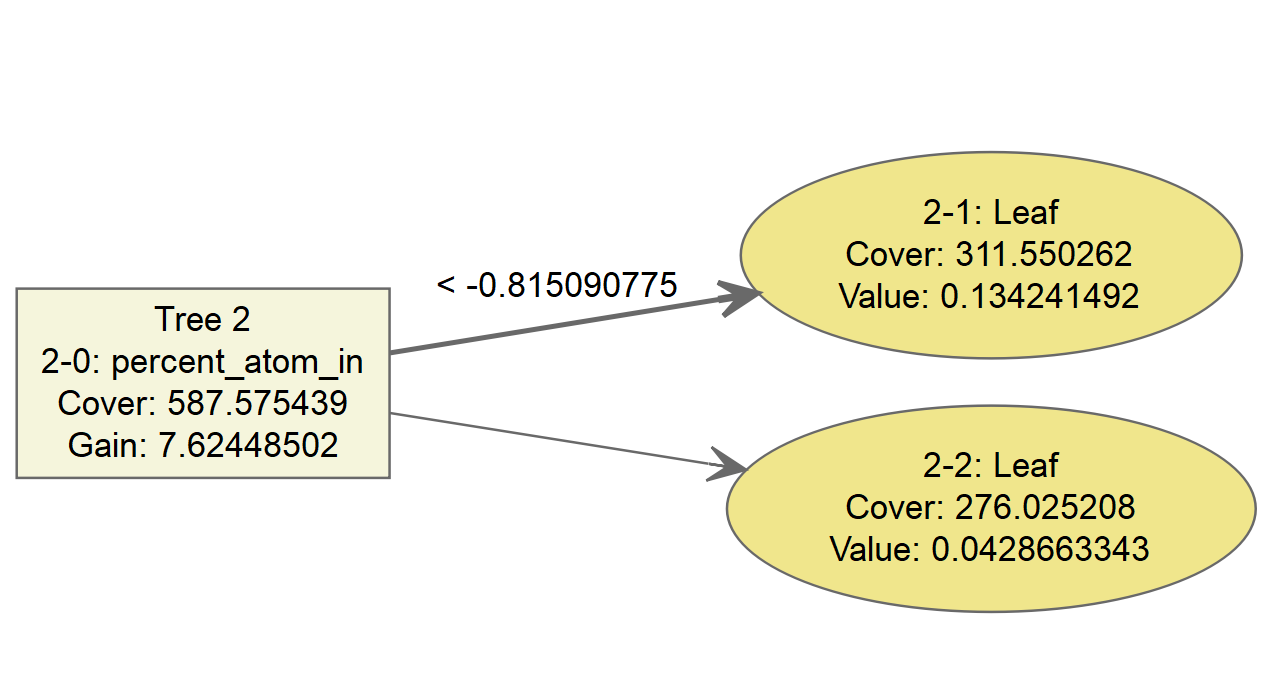 Tree 2
2-0: percent_atom_in
Cover: 587.575439
Gain: 7.62448502
< -0.815090775
2-1: Leaf
Cover: 311.550262
Value: 0.134241492
2-2: Leaf
Cover: 276.025208
Value: 0.0428663343